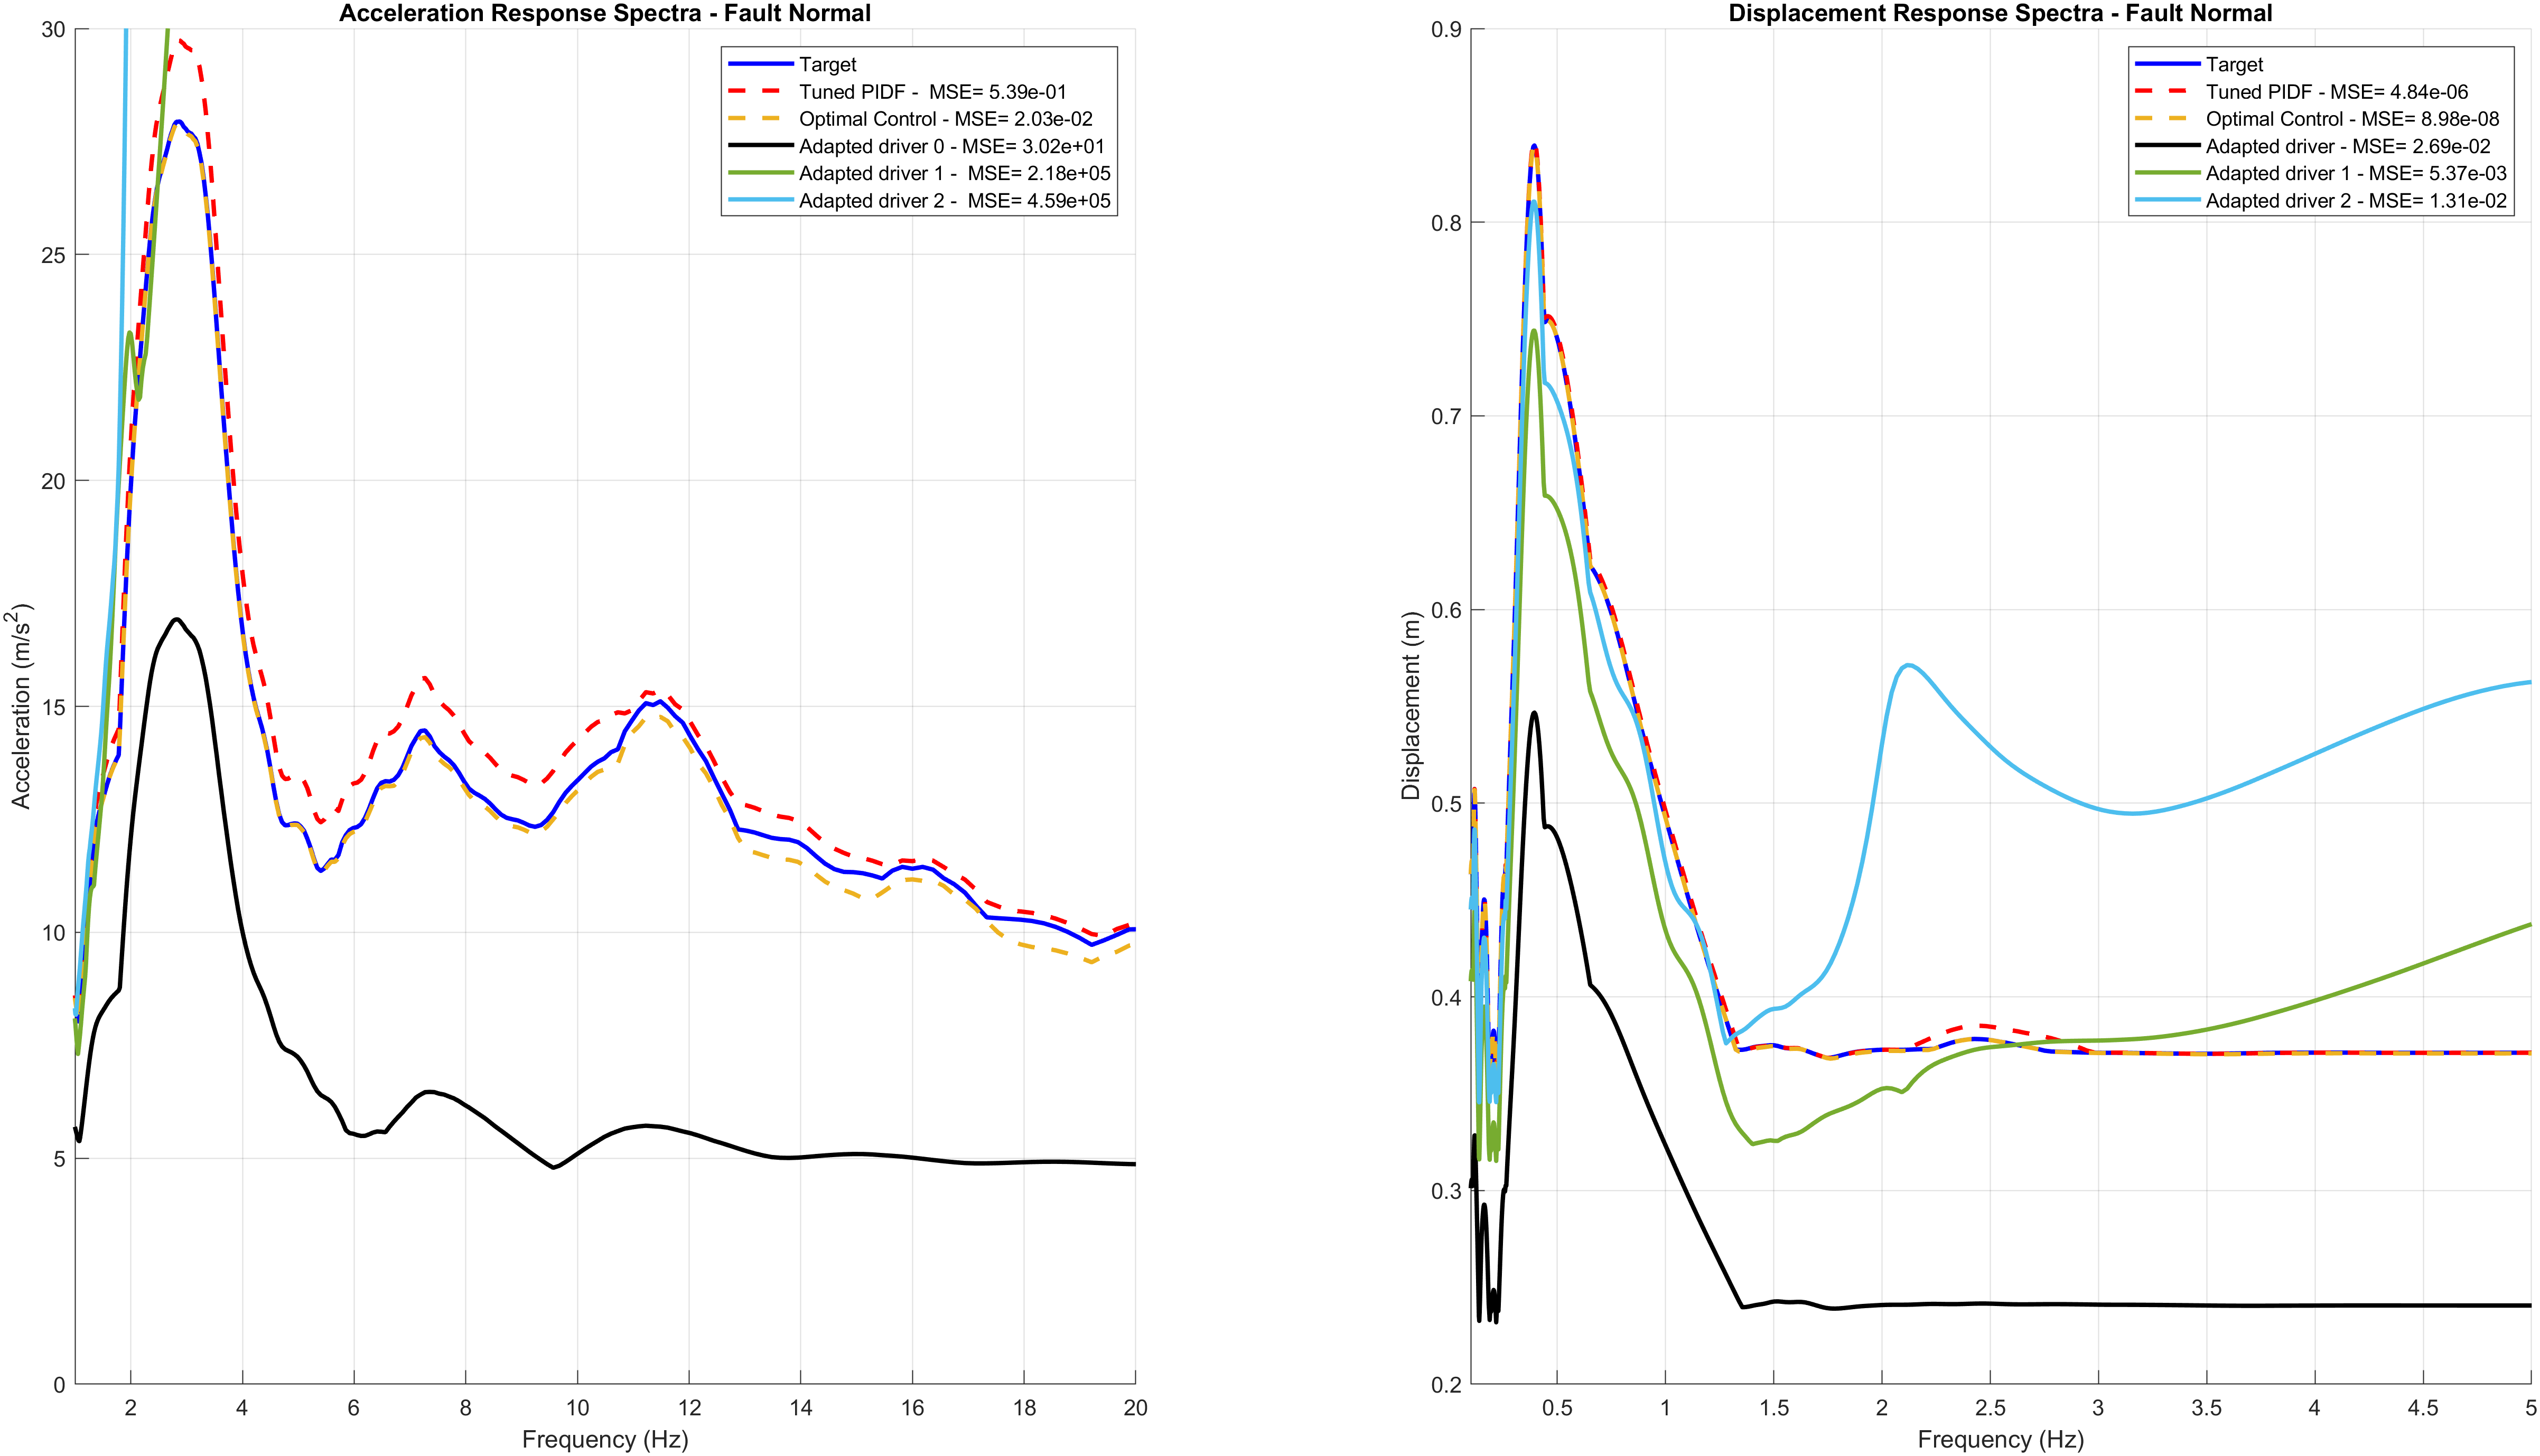 Acceleration Response Spectra - Fault Normal
30
25
20
15
10
5
0
Acceleration (m/s²)
2
4
6
8
10
12
14
16
18
20
Frequency (Hz)
Target
Tuned PIDF - MSE= 5.39e-01
Optimal Control - MSE= 2.03e-02
Adapted driver 0 - MSE= 3.02e+01
Adapted driver 1 - MSE= 2.18e+05
Adapted driver 2 - MSE= 4.59e+05
Displacement Response Spectra - Fault Normal
0.9
0.8
0.7
0.6
0.5
0.4
0.3
0.2
Displacement (m)
0.5
1
1.5
2
2.5
3
3.5
4
4.5
5
Frequency (Hz)
Target
Tuned PIDF - MSE= 4.84e-06
Optimal Control - MSE= 8.98e-08
Adapted driver - MSE= 2.69e-02
Adapted driver 1 - MSE= 5.37e-03
Adapted driver 2 - MSE= 1.31e-02